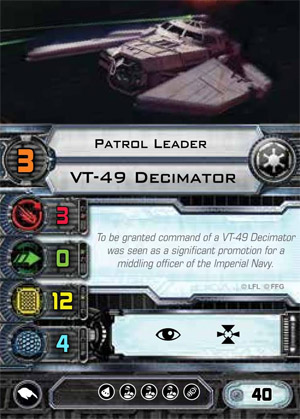 PATROL LEADER
3
VT-49 DECIMATOR
3
To be granted command of a VT-49 Decimator
was seen as a significant promotion for a
middling officer of the Imperial Navy.
0
©LFL ©FFG
12
4
40